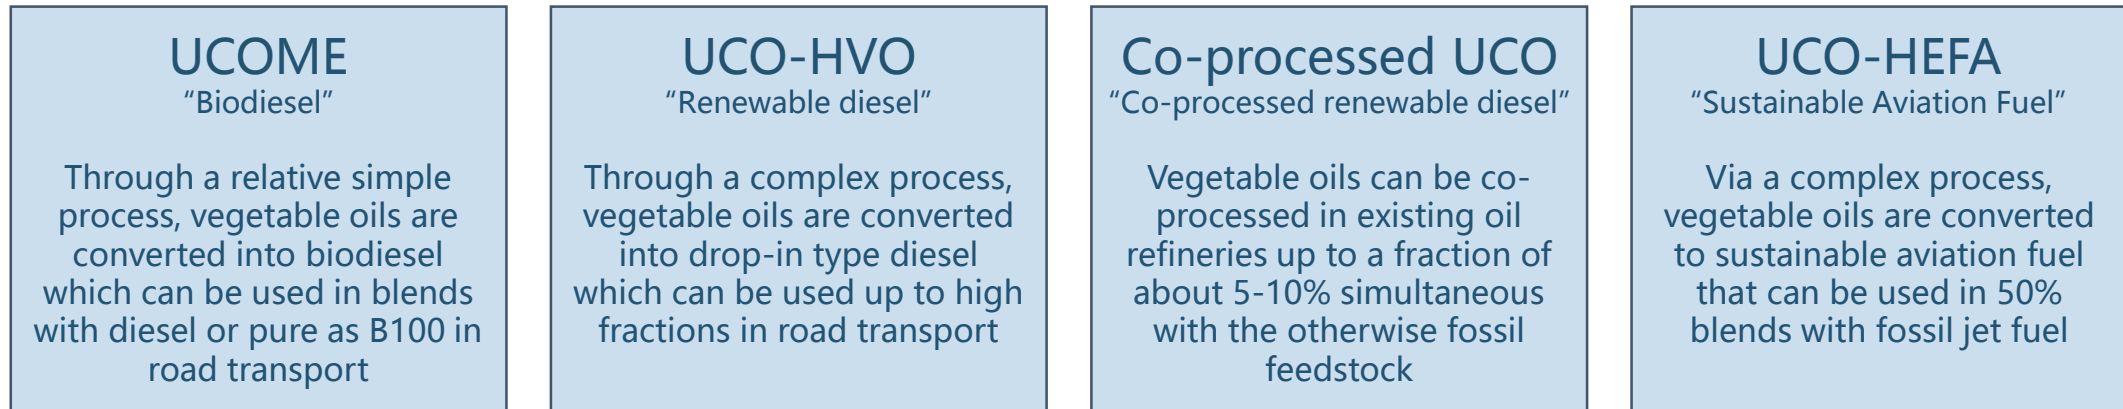 UCOME
“Biodiesel”
Through a relative simple
process, vegetable oils are
converted into biodiesel
which can be used in blends
with diesel or pure as B100 in
road transport
UCO-HVO
“Renewable diesel”
Through a complex process,
vegetable oils are converted
into drop-in type diesel
which can be used up to high
fractions in road transport
Co-processed UCO
“Co-processed renewable diesel”
Vegetable oils can be co-
processed in existing oil
refineries up to a fraction of
about 5-10% simultaneous
with the otherwise fossil
feedstock
UCO-HEFA
“Sustainable Aviation Fuel”
Via a complex process,
vegetable oils are converted
to sustainable aviation fuel
that can be used in 50%
blends with fossil jet fuel